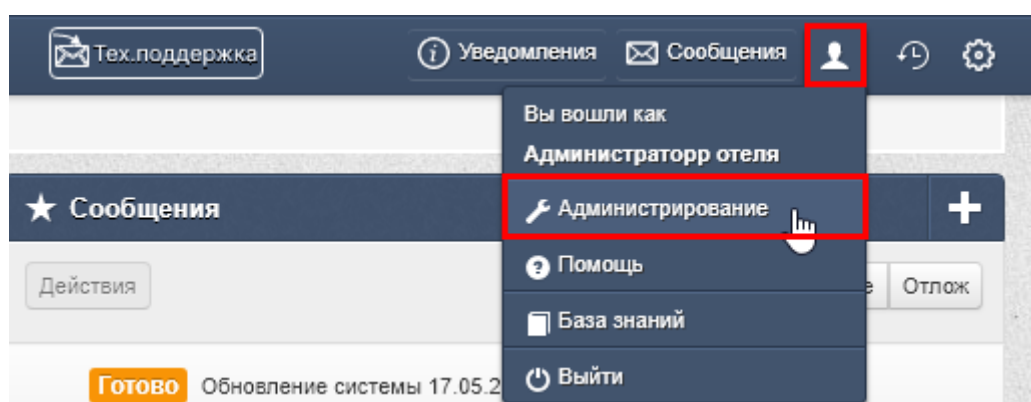 Тех.поддержка Уведомления Сообщения
Вы вошли как
Администраторр отеля
Сообщения
Администрирование
Помощь
Действия
Отлож
База знаний
Готово Обновление системы 17.05.2
Выйти